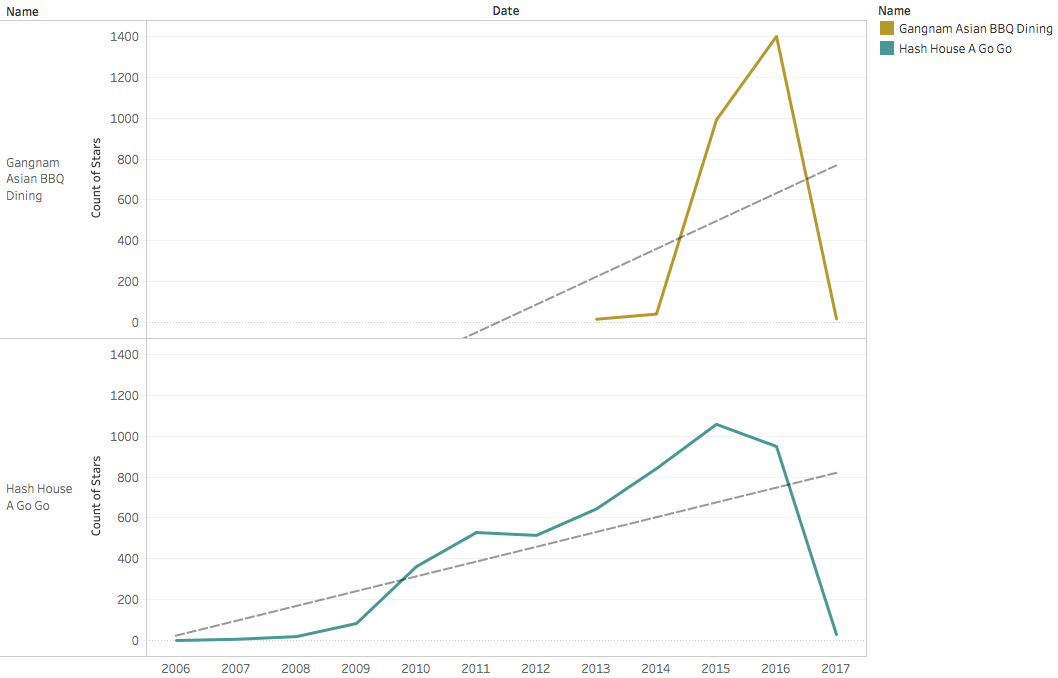 Name
Date
Name
Gangnam Asian BBQ Dining
Hash House A Go Go
Gangnam
Asian BBQ
Dining
Count of Stars
1400
1200
1000
800
600
400
200
0
Hash House
A Go Go
Count of Stars
1400
1200
1000
800
600
400
200
0
2006 2007 2008 2009 2010 2011 2012 2013 2014 2015 2016 2017